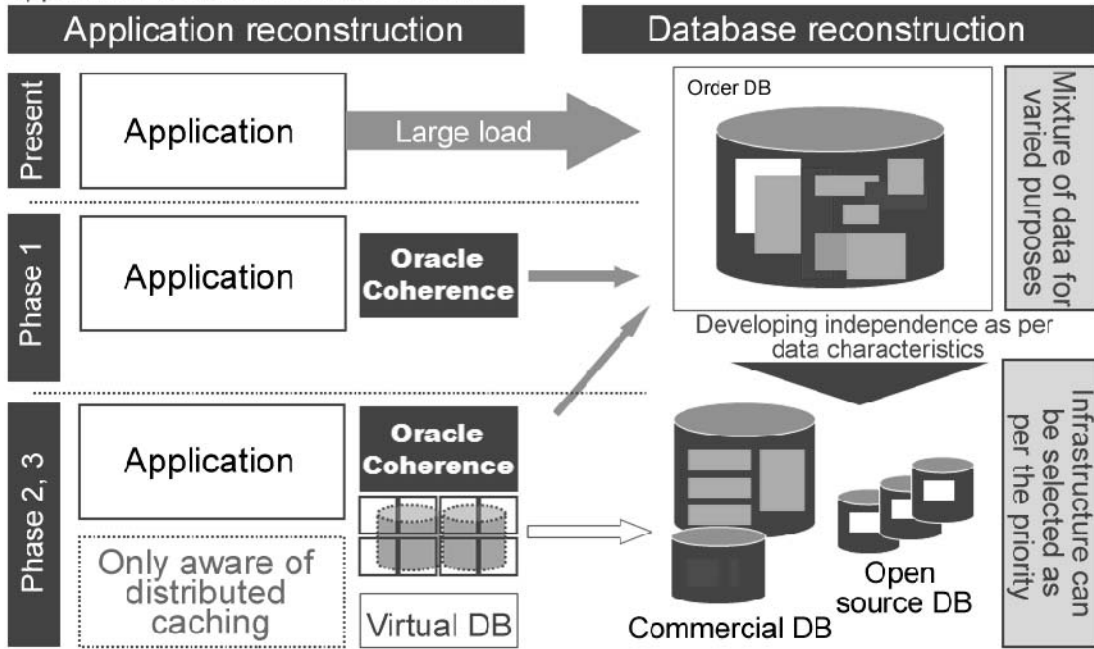 Application reconstruction
Database reconstruction
Present
Application
Large load
Order DB
Mixture of data for
varied purposes
Phase 1
Application
Oracle
Coherence
Developing independence as per
data characteristics
Phase 2, 3
Application
Oracle
Coherence
Only aware of
distributed
caching
Virtual DB
Commercial DB
Open
source DB
Infrastructure can
be selected as
per the priority